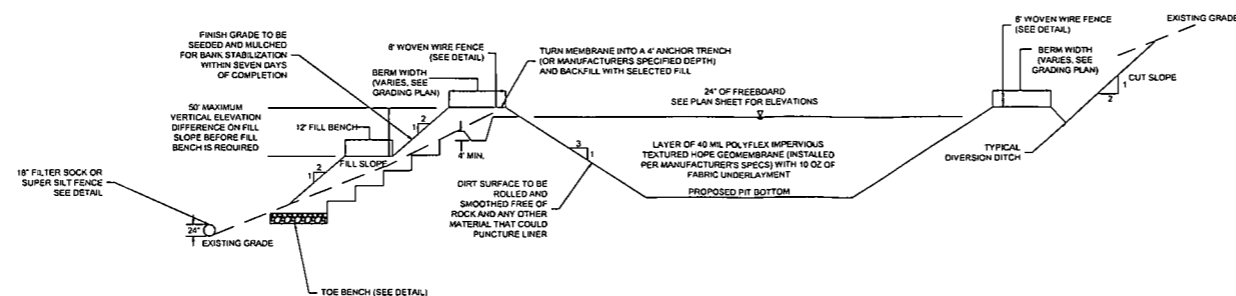 FINISH GRADE TO BE
SEEDED AND MULCHED
FOR BANK STABILIZATION
WITHIN SEVEN DAYS
OF COMPLETION
6' WOVEN WIRE FENCE
(SEE DETAIL)
BERM WIDTH
(VARIES, SEE
GRADING PLAN)
TURN MEMBRANE INTO A 4' ANCHOR TRENCH
(OR MANUFACTURERS SPECIFIED DEPTH)
AND BACKFILL WITH SELECTED FILL
24" OF FREEBOARD
SEE PLAN SHEET FOR ELEVATIONS
6' WOVEN WIRE FENCE
(SEE DETAIL)
EXISTING GRADE
BERM WIDTH
(VARIES, SEE
GRADING PLAN)
1
CUT SLOPE
2
50' MAXIMUM
VERTICAL ELEVATION
DIFFERENCE ON FILL
SLOPE BEFORE FILL
BENCH IS REQUIRED
12' FILL BENCH
2
1
4' MIN.
FILL SLOPE
2
1
3
1
LAYER OF 40 MIL POLYFLEX IMPERVIOUS
TEXTURED HDPE GEOMEMBRANE (INSTALLED
PER MANUFACTURER'S SPECS) WITH 10 OZ OF
FABRIC UNDERLAYMENT
TYPICAL
DIVERSION DITCH
PROPOSED PIT BOTTOM
DIRT SURFACE TO BE
ROLLED AND
SMOOTHED FREE OF
ROCK AND ANY OTHER
MATERIAL THAT COULD
PUNCTURE LINER
18" FILTER SOCK OR
SUPER SILT FENCE
SEE DETAIL
24"
EXISTING GRADE
TOE BENCH (SEE DETAIL)